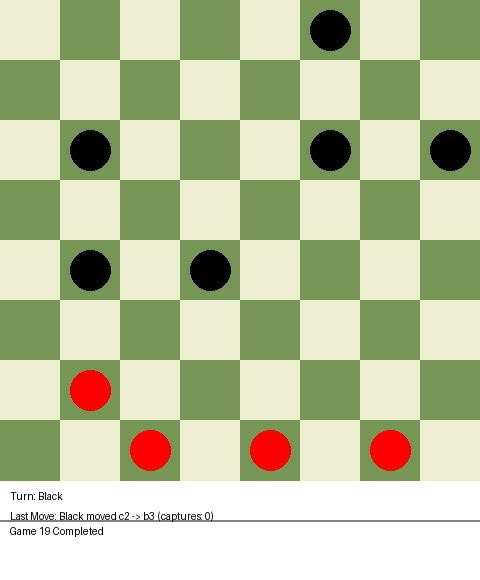 Turn: Black
Last Move: Black moved c2 -> b3 (captures: 0)
Game 19 Completed